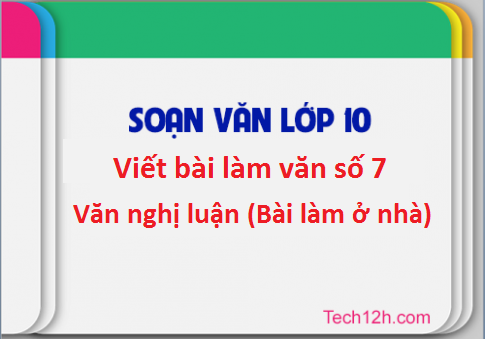 SOẠN VĂN LỚP 10
Viết bài làm văn số 7
Văn nghị luận (Bài làm ở nhà)
Tech12h.com